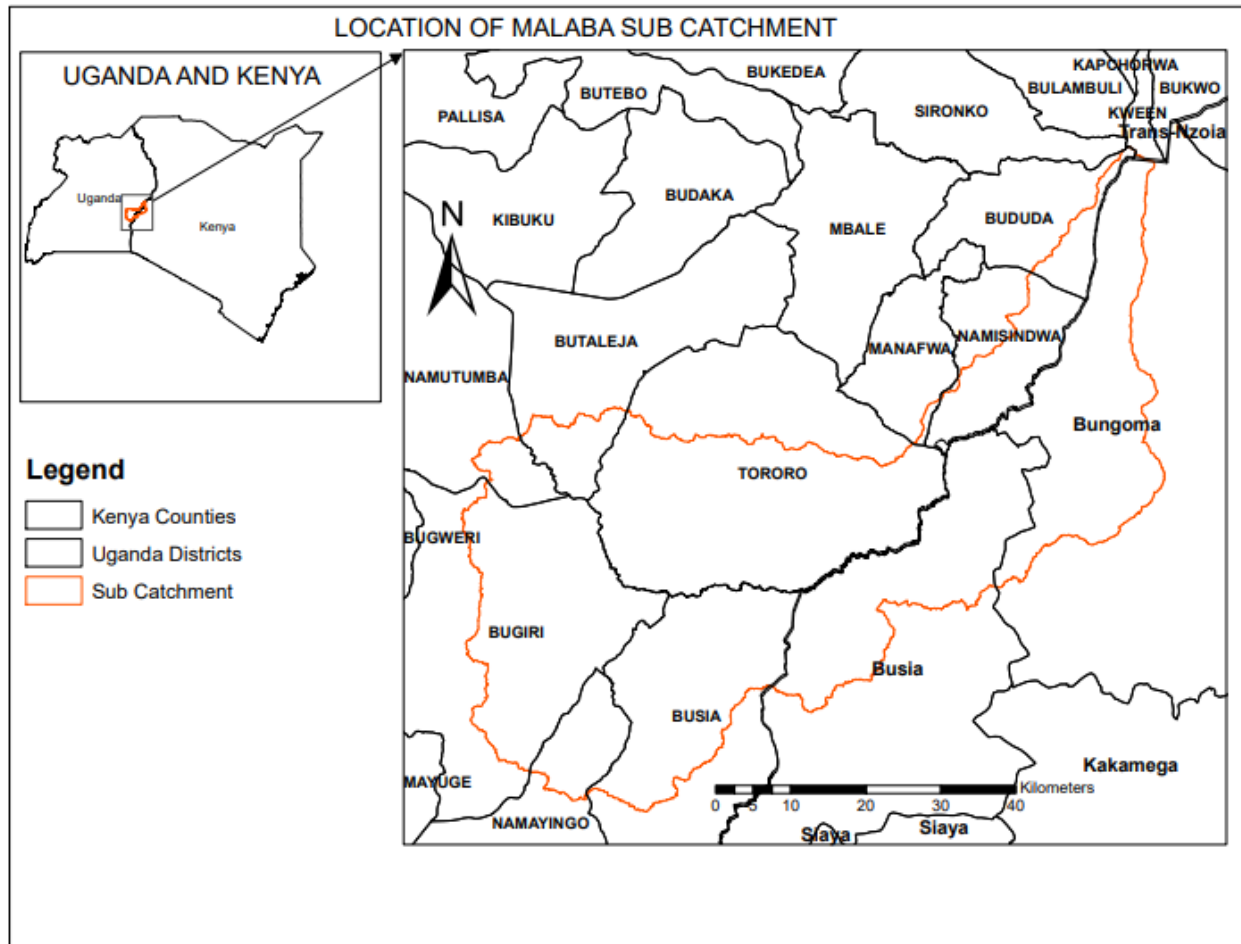 LOCATION OF MALABA SUB CATCHMENT
UGANDA AND KENYA
Uganda
Kenya
Legend
Kenya Counties
Uganda Districts
Sub Catchment
BUKEDEA
KAPCHORWA
BUTEBO
BULAMBULI
BUKWO
PALLISA
SIRONKO
KWEEN
Trans-Nzoia
N
BUDAKA
KIBUKU
MBALE
BUDUDA
BUTALEJA
MANAFWA
NAMISINDWA
NAMUTUMBA
Bungoma
TORORO
BUGWERI
BUGIRI
Busia
BUSIA
Kakamega
MAYUGE
Kilometers
0 5 10 20 30 40
NAMAYINGO
Siaya
Siaya